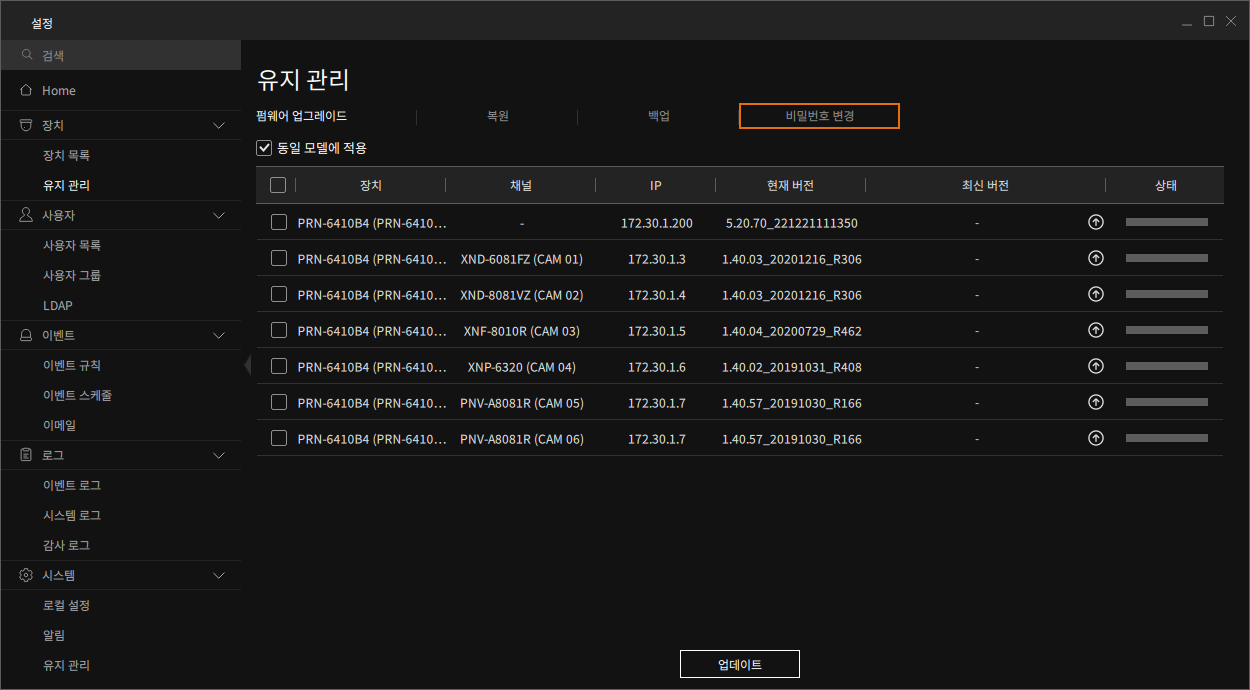 설정
검색
Home
장치
장치 목록
유지 관리
사용자
사용자 목록
사용자 그룹
LDAP
이벤트
이벤트 규칙
이벤트 스케줄
이메일
로그
이벤트 로그
시스템 로그
감사 로그
시스템
로컬 설정
알림
유지 관리
유지 관리
펌웨어 업그레이드 복원 백업 비밀번호 변경
동일 모델에 적용
장치 채널 IP 현재 버전 최신 버전 상태
PRN-6410B4 (PRN-6410... - 172.30.1.200 5.20.70_221221111350 -
PRN-6410B4 (PRN-6410... XND-6081FZ (CAM 01) 172.30.1.3 1.40.03_20201216_R306 -
PRN-6410B4 (PRN-6410... XND-8081VZ (CAM 02) 172.30.1.4 1.40.03_20201216_R306 -
PRN-6410B4 (PRN-6410... XNF-8010R (CAM 03) 172.30.1.5 1.40.04_20200729_R462 -
PRN-6410B4 (PRN-6410... XNP-6320 (CAM 04) 172.30.1.6 1.40.02_20191031_R408 -
PRN-6410B4 (PRN-6410... PNV-A8081R (CAM 05) 172.30.1.7 1.40.57_20191030_R166 -
PRN-6410B4 (PRN-6410... PNV-A8081R (CAM 06) 172.30.1.7 1.40.57_20191030_R166 -
업데이트